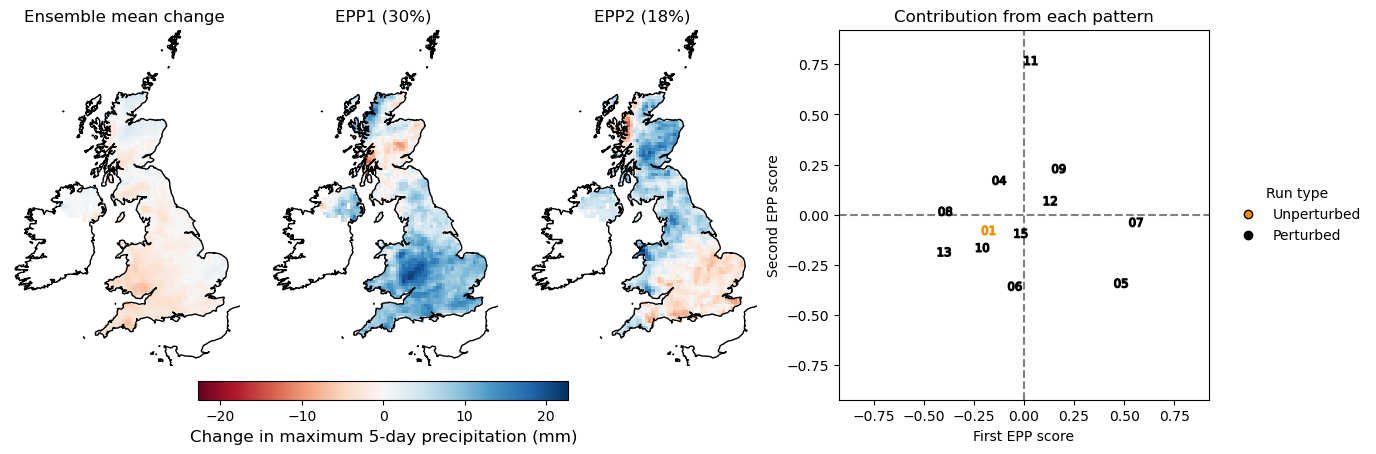 Ensemble mean change
EPP1 (30%)
EPP2 (18%)
Contribution from each pattern
−20 −10 0 10 20
Change in maximum 5-day precipitation (mm)
Second EPP score
0.75
0.50
0.25
0.00
−0.25
−0.50
−0.75
11
09
04
12
08
07
01
15
10
13
06
05
−0.75 −0.50 −0.25 0.00 0.25 0.50 0.75
First EPP score
Run type
Unperturbed
Perturbed